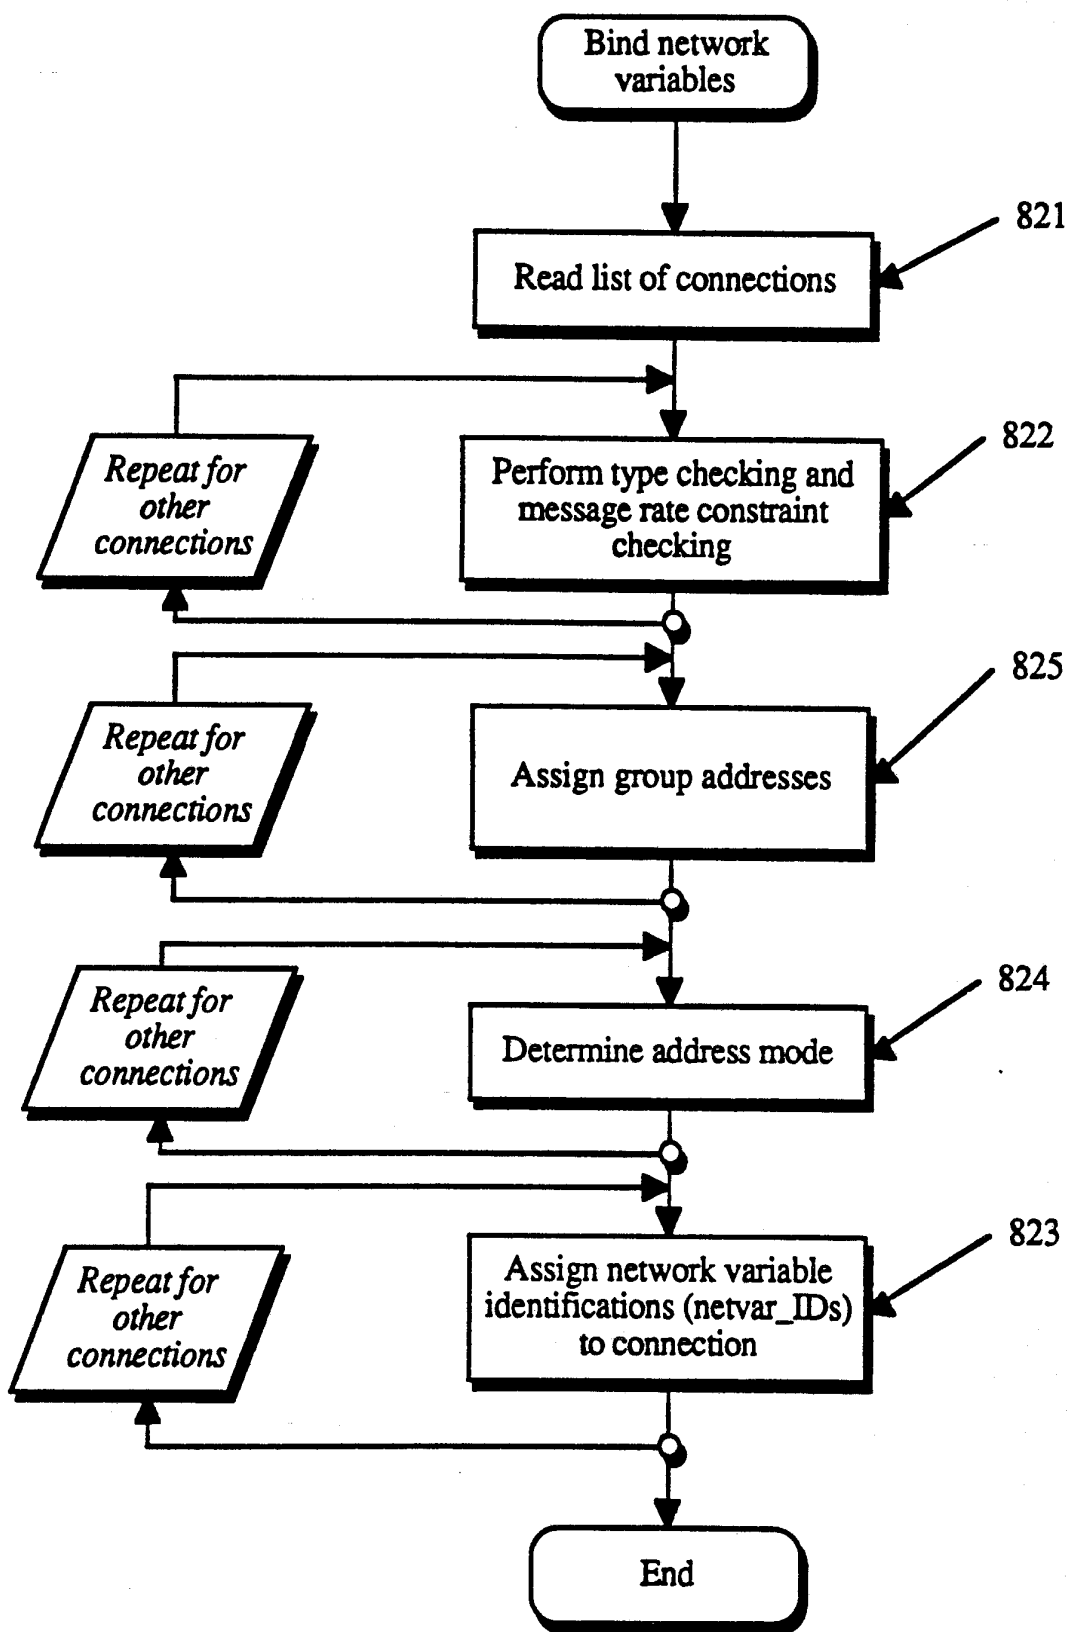 Bind network
variables
821
Read list of connections
822
Repeat for
other
connections
Perform type checking and
message rate constraint
checking
825
Repeat for
other
connections
Assign group addresses
824
Repeat for
other
connections
Determine address mode
823
Repeat for
other
connections
Assign network variable
identifications (netvar_IDs)
to connection
End